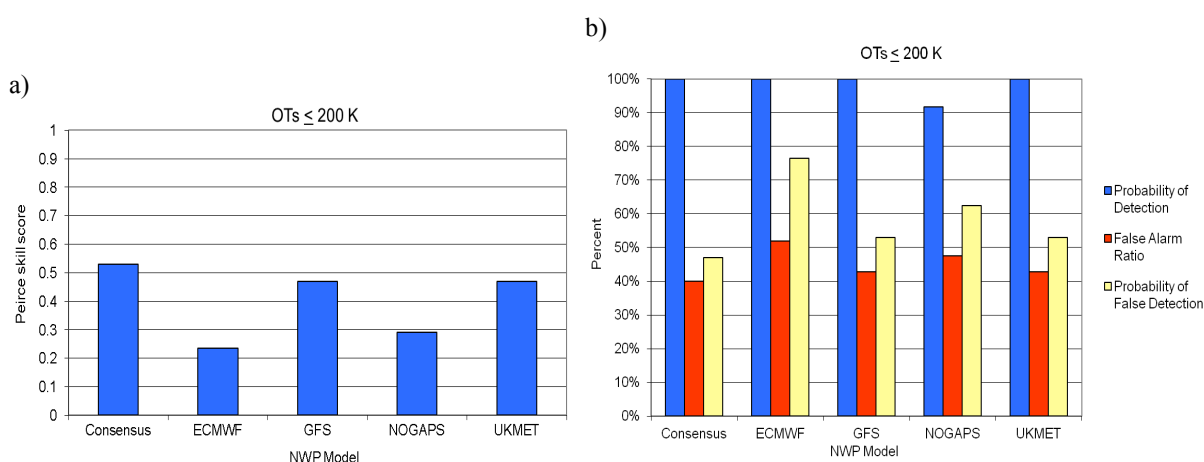 a)
OTs ≤ 200 K
Peirce skill score
1
0.9
0.8
0.7
0.6
0.5
0.4
0.3
0.2
0.1
0
Consensus ECMWF GFS NOGAPS UKMET
NWP Model
b)
OTs ≤ 200 K
Percent
100%
90%
80%
70%
60%
50%
40%
30%
20%
10%
0%
Consensus ECMWF GFS NOGAPS UKMET
NWP Model
Probability of
Detection
False Alarm
Ratio
Probability of
False Detection